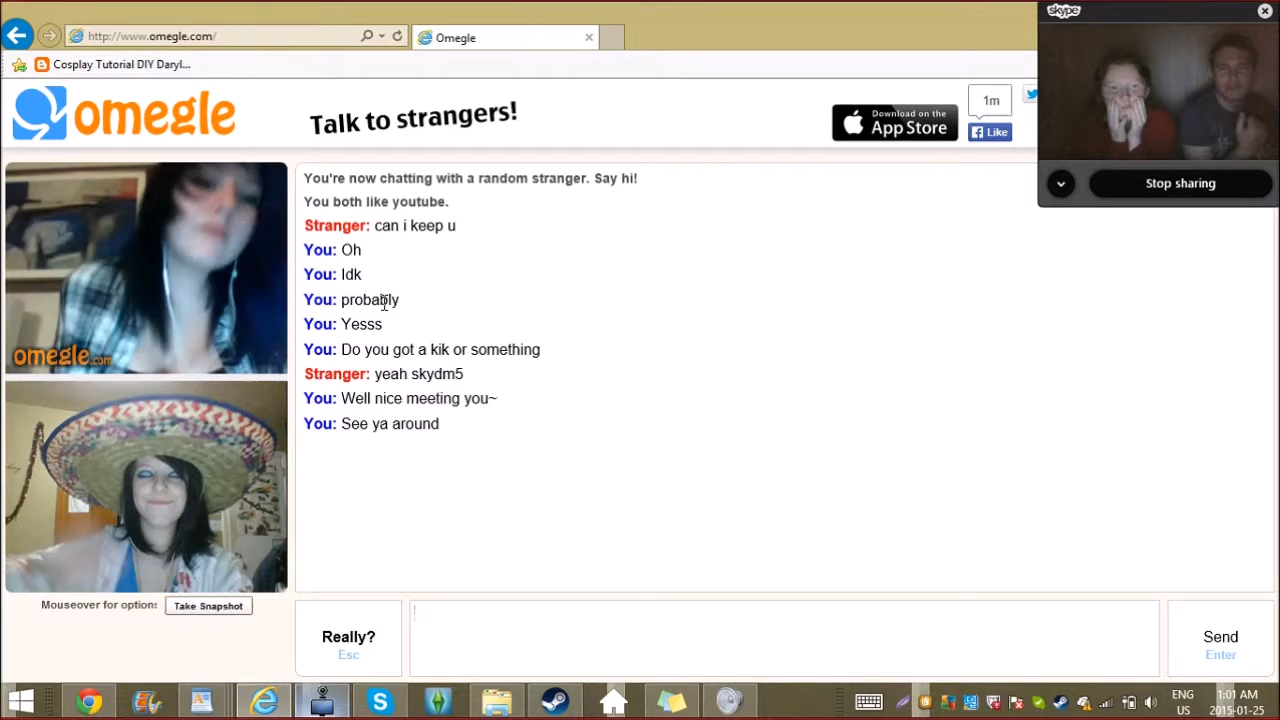 skype
http://www.omegle.com/
Omegle
Cosplay Tutorial DIY Daryl...
omegle
Talk to strangers!
Download on the
App Store
1m
Like
Stop sharing
You're now chatting with a random stranger. Say hi!
You both like youtube.
Stranger: can i keep u
You: Oh
You: Idk
You: probably
You: Yesss
You: Do you got a kik or something
Stranger: yeah skydm5
You: Well nice meeting you~
You: See ya around
omegle.com
Mouseover for options
Take Snapshot
Really?
Esc
Send
Enter
ENG
US
1:01 AM
2015-01-25